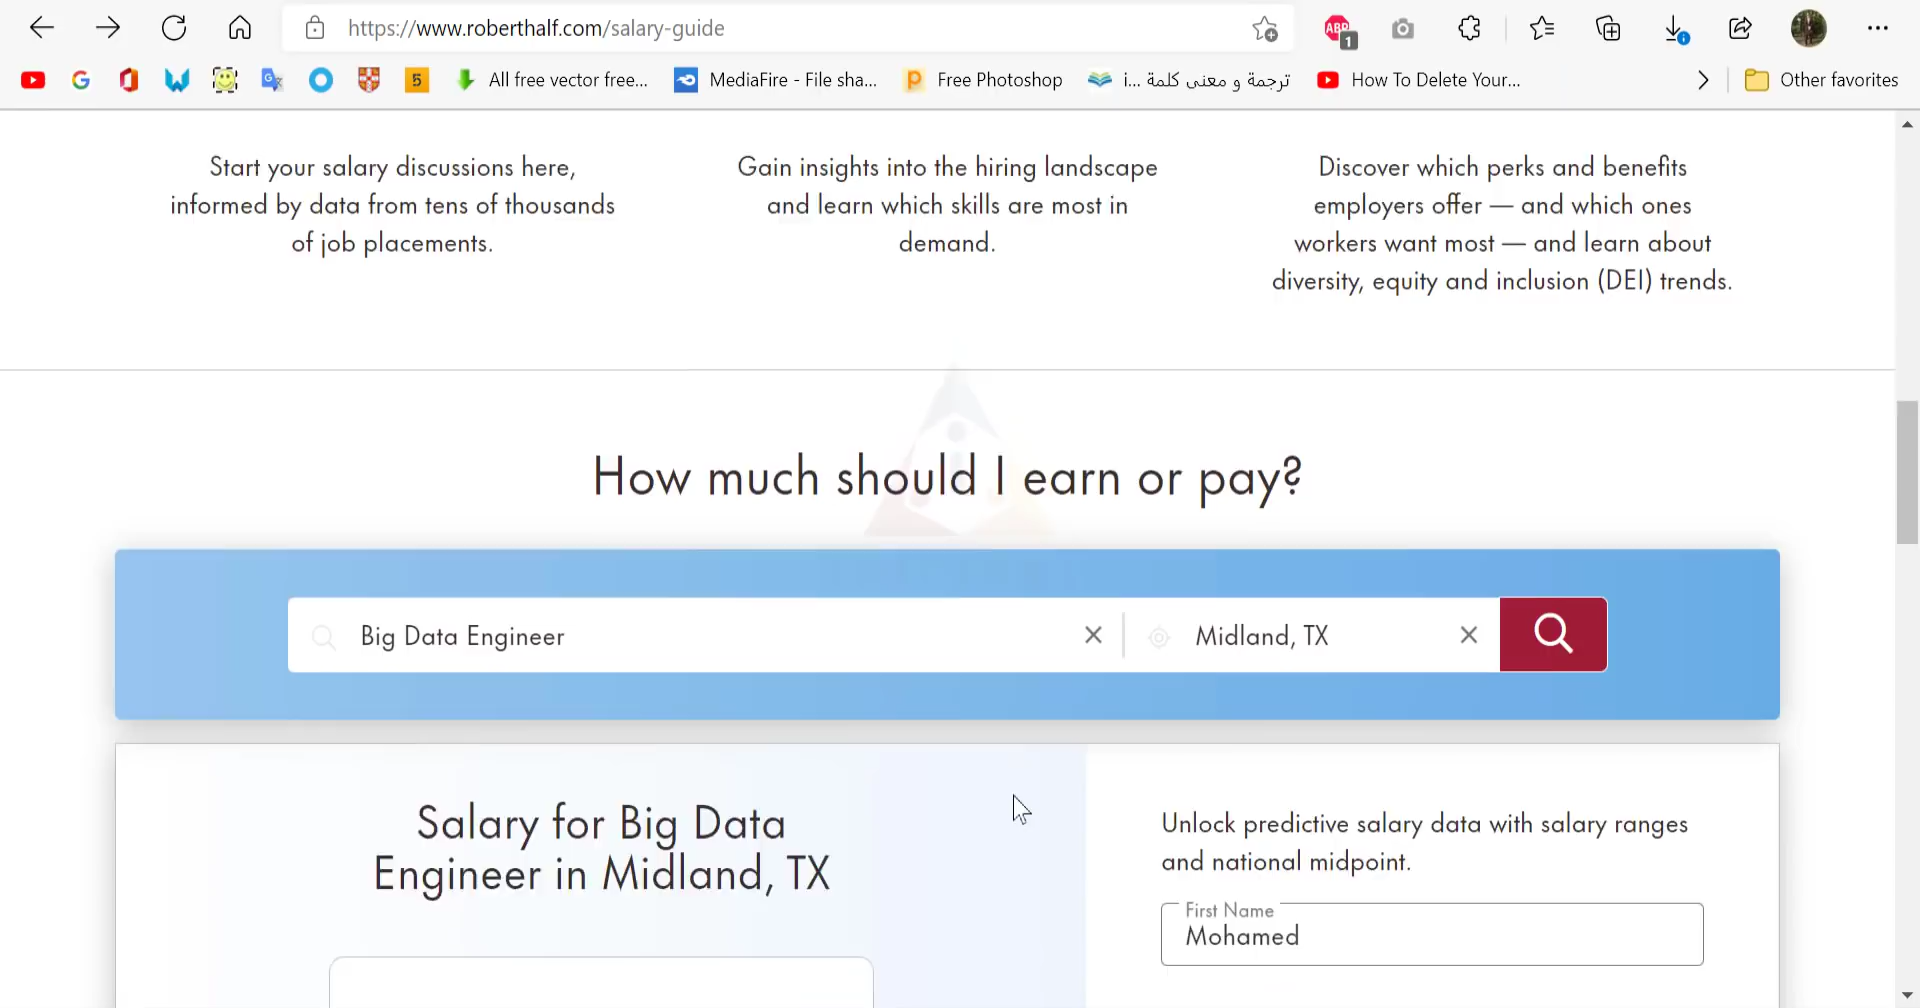 https://www.roberthalf.com/salary-guide
ABP
1
5
All free vector free...
MediaFire - File sha...
Free Photoshop
ترجمة و معنى كلمة i...
How To Delete Your...
Other favorites
Start your salary discussions here,
informed by data from tens of thousands
of job placements.
Gain insights into the hiring landscape
and learn which skills are most in
demand.
Discover which perks and benefits
employers offer — and which ones
workers want most — and learn about
diversity, equity and inclusion (DEI) trends.
How much should I earn or pay?
Big Data Engineer
Midland, TX
Salary for Big Data
Engineer in Midland, TX
Unlock predictive salary data with salary ranges
and national midpoint.
First Name
Mohamed